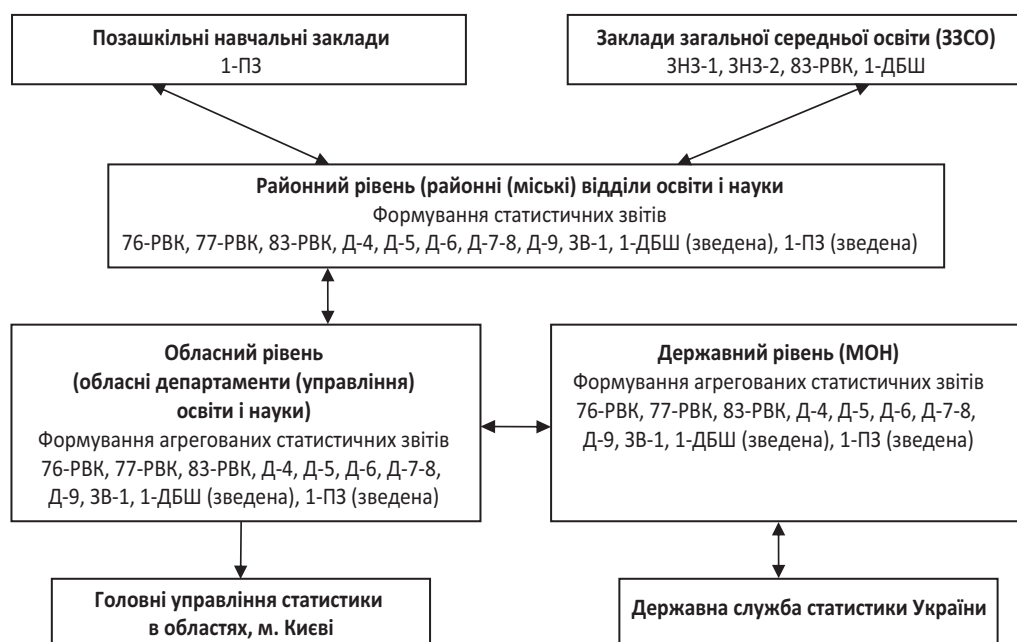 Позашкільні навчальні заклади
1-ПЗ
Заклади загальної середньої освіти (ЗЗСО)
ЗНЗ-1, ЗНЗ-2, 83-РВК, 1-ДБШ
Районний рівень (районні (міські) відділи освіти і науки
Формування статистичних звітів
76-РВК, 77-РВК, 83-РВК, Д-4, Д-5, Д-6, Д-7-8, Д-9, ЗВ-1, 1-ДБШ (зведена), 1-ПЗ (зведена)
Обласний рівень
(обласні департаменти (управління)
освіти і науки)
Формування агрегованих статистичних звітів
76-РВК, 77-РВК, 83-РВК, Д-4, Д-5, Д-6, Д-7-8,
Д-9, ЗВ-1, 1-ДБШ (зведена), 1-ПЗ (зведена)
Державний рівень (МОН)
Формування агрегованих статистичних звітів
76-РВК, 77-РВК, 83-РВК, Д-4, Д-5, Д-6, Д-7-8,
Д-9, ЗВ-1, 1-ДБШ (зведена), 1-ПЗ (зведена)
Головні управління статистики
в областях, м. Києві
Державна служба статистики України